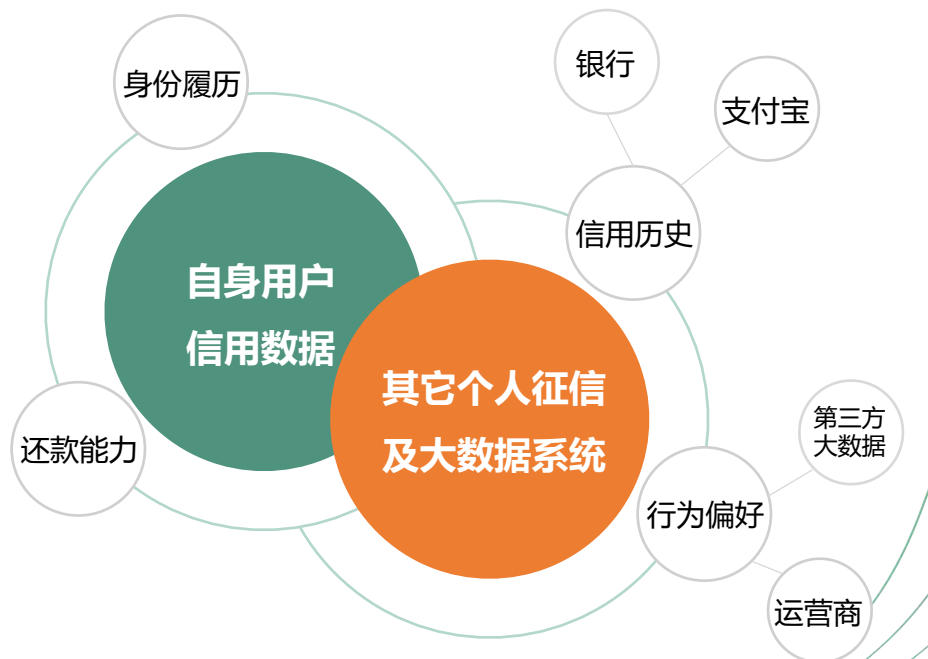 身份履历
银行
支付宝
信用历史
自身用户
信用数据
其它个人征信
及大数据系统
还款能力
第三方
大数据
行为偏好
运营商